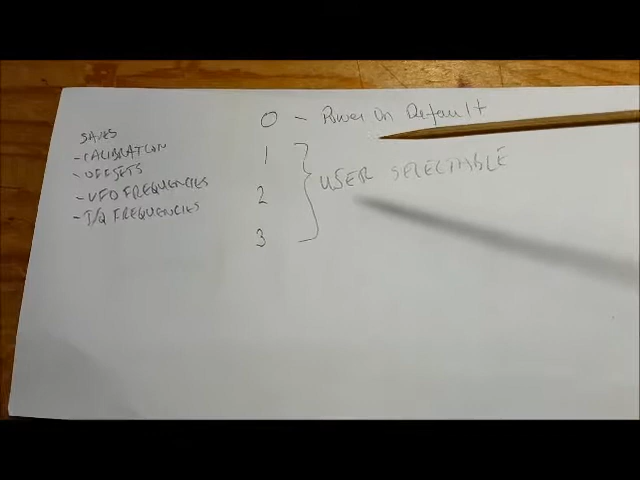 SAVES
- CALIBRATION
- OFFSETS
- VFO FREQUENCIES
- I/Q FREQUENCIES
0 - Power On Default
1
2
3
USER SELECTABLE